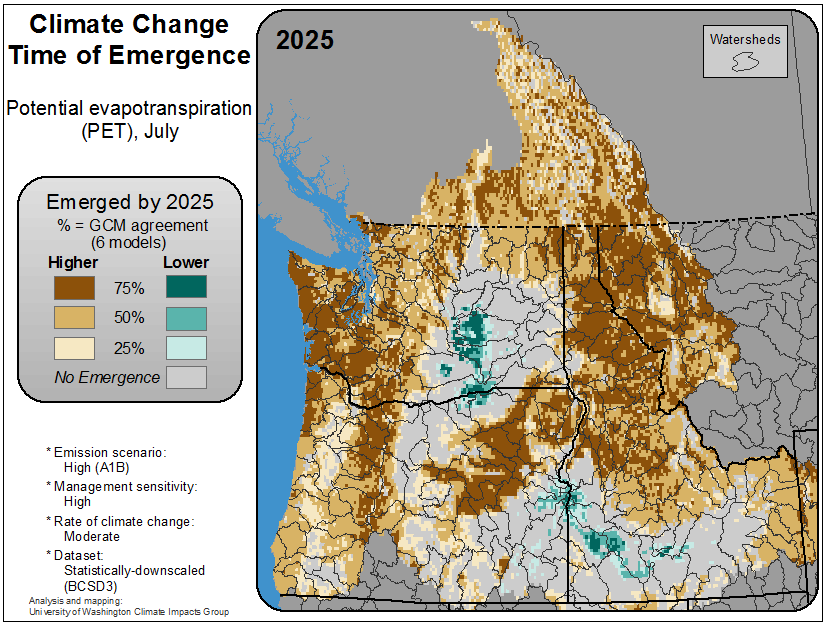 Climate Change
Time of Emergence
Potential evapotranspiration
(PET), July
Emerged by 2025
% = GCM agreement
(6 models)
Higher Lower
75%
50%
25%
No Emergence
* Emission scenario:
High (A1B)
* Management sensitivity:
High
* Rate of climate change:
Moderate
* Dataset:
Statistically-downscaled
(BCSD3)
Analysis and mapping:
University of Washington Climate Impacts Group
2025
Watersheds